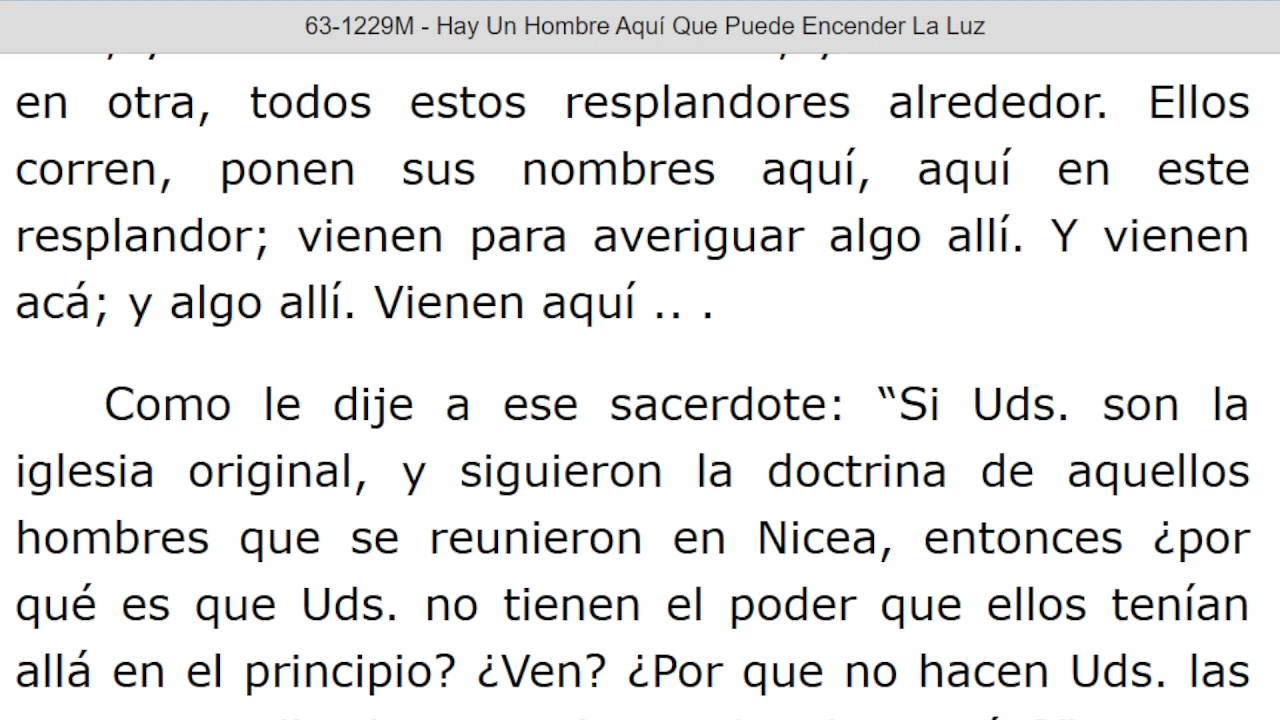 63-1229M - Hay Un Hombre Aquí Que Puede Encender La Luz
en otra, todos estos resplandores alrededor. Ellos
corren, ponen sus nombres aquí, aquí en este
resplandor; vienen para averiguar algo allí. Y vienen
acá; y algo allí. Vienen aquí .. .
Como le dije a ese sacerdote: “Si Uds. son la
iglesia original, y siguieron la doctrina de aquellos
hombres que se reunieron en Nicea, entonces ¿por
qué es que Uds. no tienen el poder que ellos tenían
allá en el principio? ¿Ven? ¿Por que no hacen Uds. las